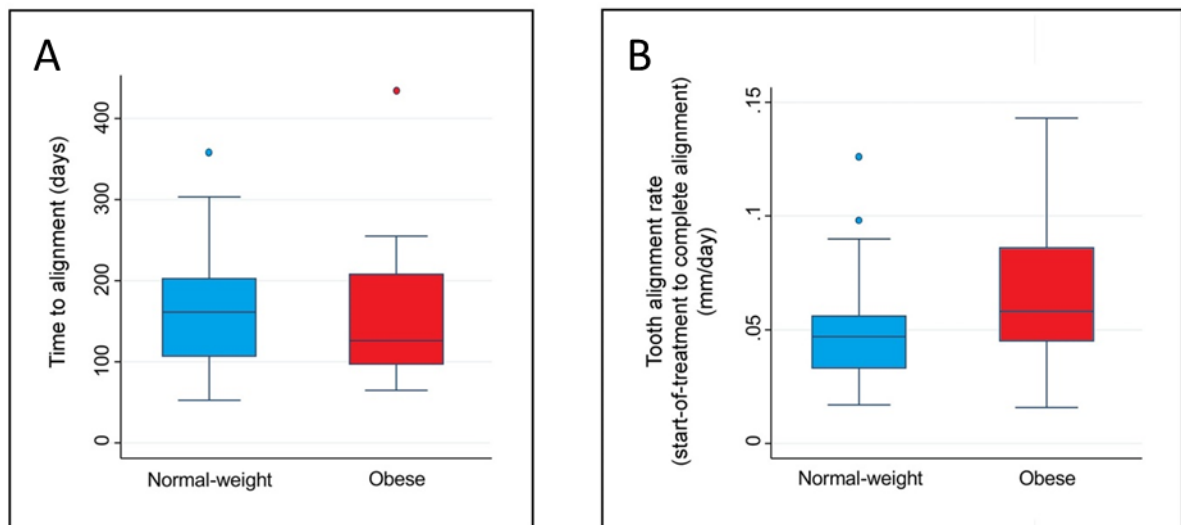 A
Time to alignment (days)
400
300
200
100
0
Normal-weight
Obese
B
Tooth alignment rate
(start-of-treatment to complete alignment)
(mm/day)
.15
.1
.05
0
Normal-weight
Obese